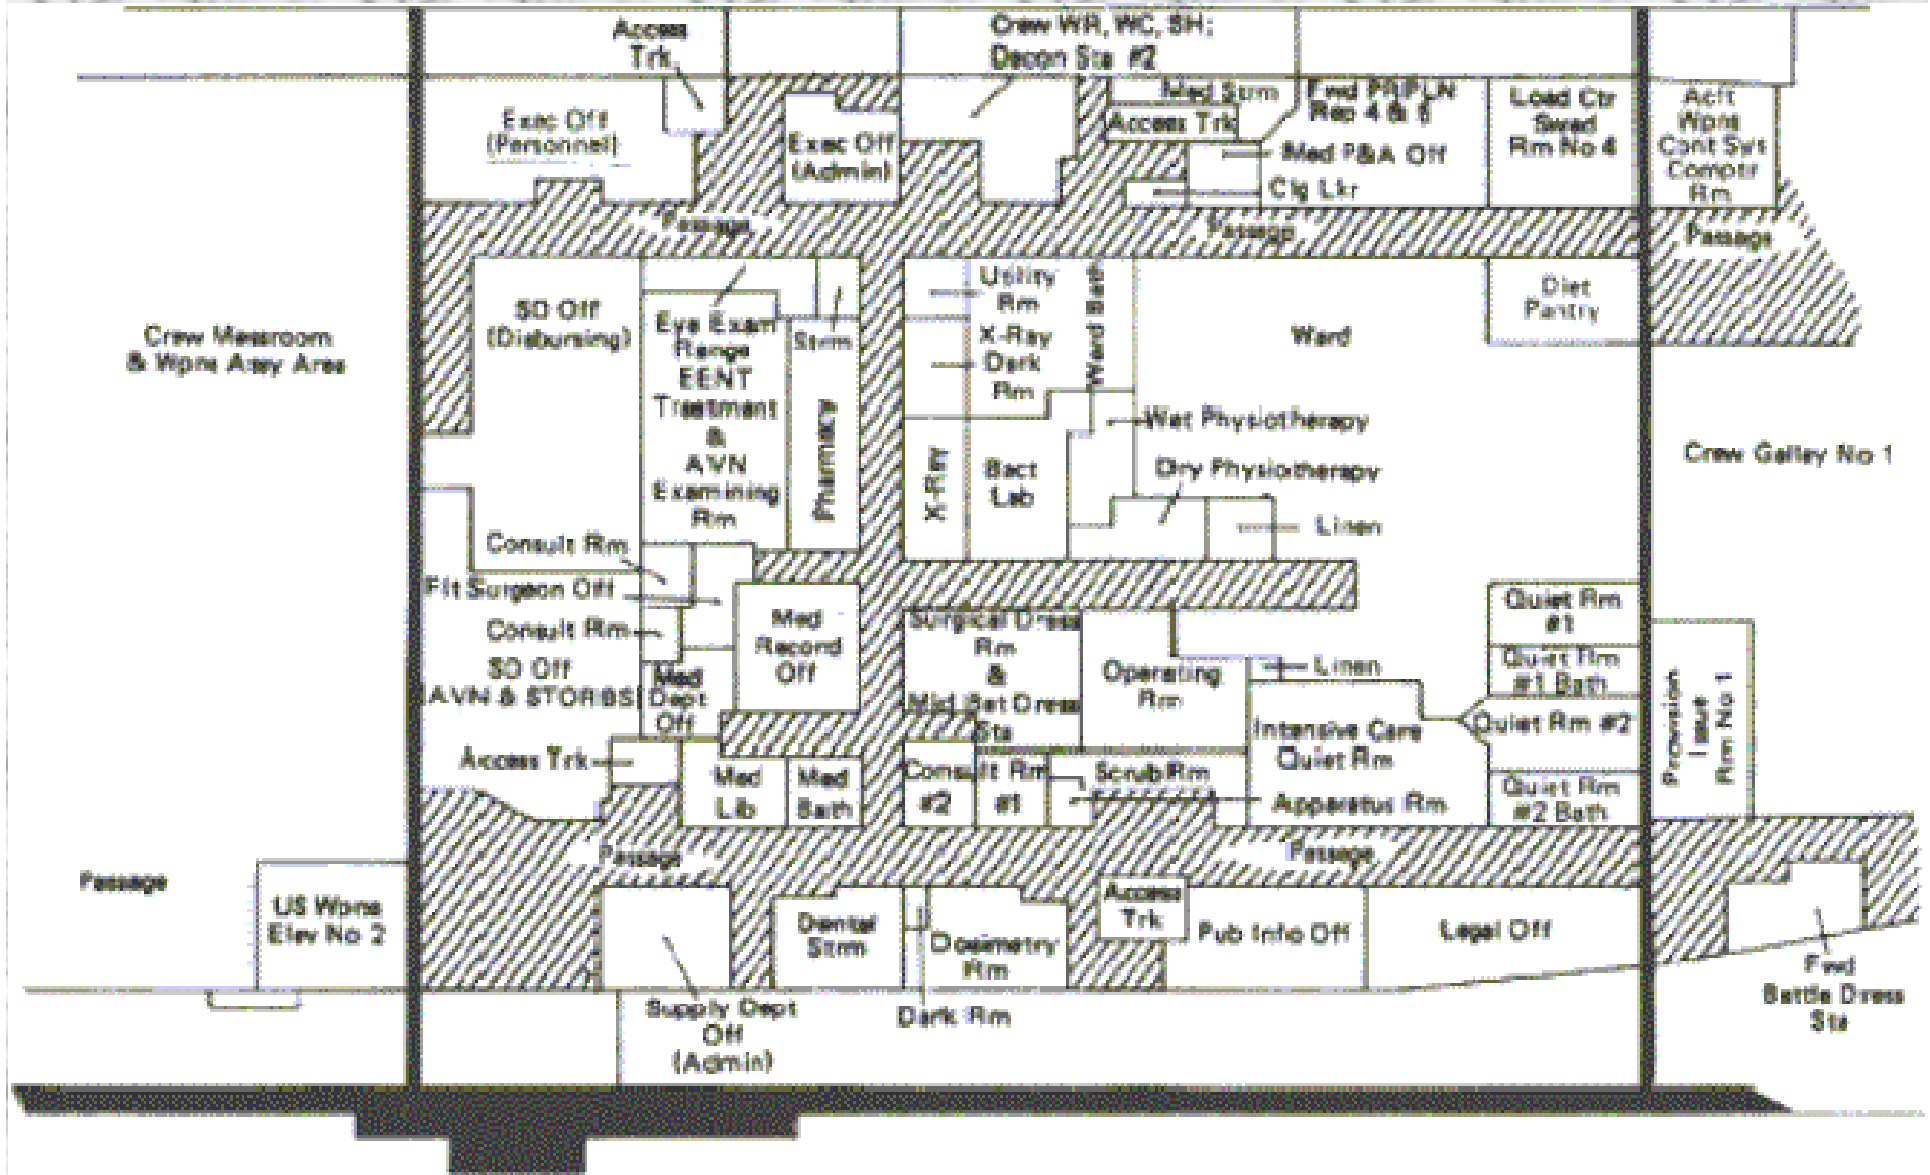 Access
Trk
Crew WR, WC, SH;
Decon Sta #2
Exec Off
(Personnel)
Exec Off
(Admin)
Med Strm
Access Trk
Fwd PRIPLN
Rep 4 & 5
Med P&A Off
Clg Lkr
Load Ctr
Swbd
Rm No 4
Acft
Wpns
Cont Sys
Comptr
Rm
Passage
Passage
Passage
Crew Messroom
& Wpns Assy Area
SO Off
(Disbursing)
Eye Exam
Range
EENT
Treatment
&
AVN
Examining
Rm
Strm
Pharmacy
Utility
Rm
X-Ray
Dark
Rm
Ward Bath
Ward
Diet
Pantry
X-Ray
Bact
Lab
Wet Physiotherapy
Dry Physiotherapy
Linen
Crew Galley No 1
Consult Rm
Flt Surgeon Off
Consult Rm
SO Off
(AVN & STORES)
Med
Record
Off
Med
Dept
Off
Access Trk
Med
Lib
Med
Bath
Surgical Dress
Rm
&
Mid Bat Dress
Sta
Operating
Rm
Linen
Intensive Care
Quiet Rm
Consult Rm
#2
#1
Scrub Rm
Apparatus Rm
Quiet Rm
#1
Quiet Rm
#1 Bath
Quiet Rm #2
Quiet Rm
#2 Bath
Provision
Issue
Rm No 1
Passage
Passage
Passage
US Wpns
Elev No 2
Dental
Strm
Dosimetry
Rm
Access
Trk
Pub Info Off
Legal Off
Supply Dept
Off
(Admin)
Dark Rm
Fwd
Battle Dress
Sta